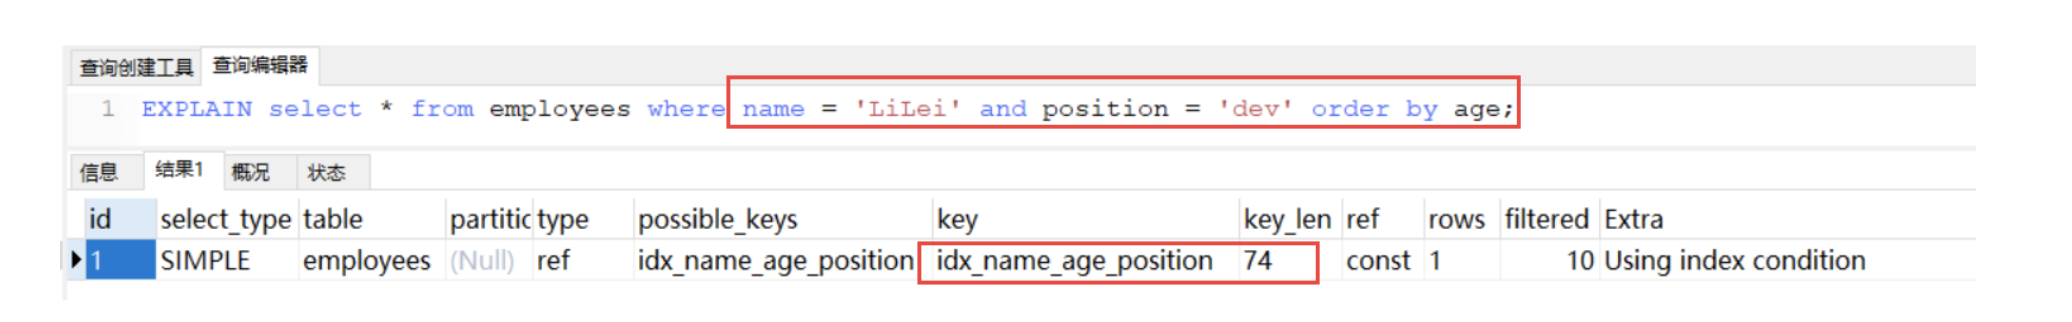 查询创建工具 查询编辑器
1 EXPLAIN select * from employees where name = 'LiLei' and position = 'dev' order by age;
信息 结果1 概况 状态
id select_type table partitic type possible_keys key key_len ref rows filtered Extra
1 SIMPLE employees (Null) ref idx_name_age_position idx_name_age_position 74 const 1 10 Using index condition